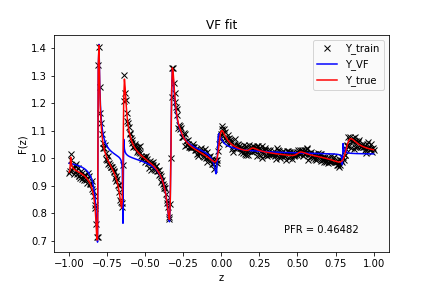 VF fit
1.4
1.3
1.2
1.1
1.0
0.9
0.8
0.7
F(z)
Y_train
Y_VF
Y_true
PFR = 0.46482
−1.00 −0.75 −0.50 −0.25 0.00 0.25 0.50 0.75 1.00
z